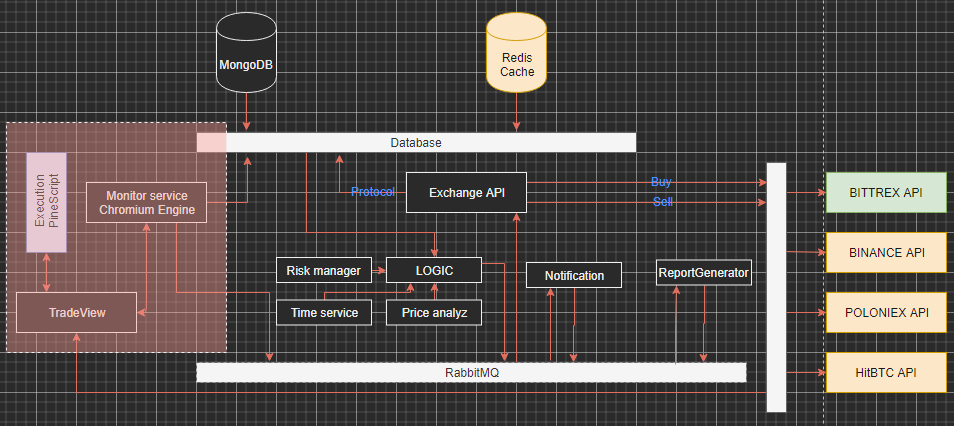 MongoDB
Redis
Cache
Database
Execution
PineScript
Monitor service
Chromium Engine
Protocol
Exchange API
Buy
Sell
BITTREX API
BINANCE API
Risk manager
LOGIC
Notification
ReportGenerator
TradeView
Time service
Price analyz
POLONIEX API
RabbitMQ
HitBTC API